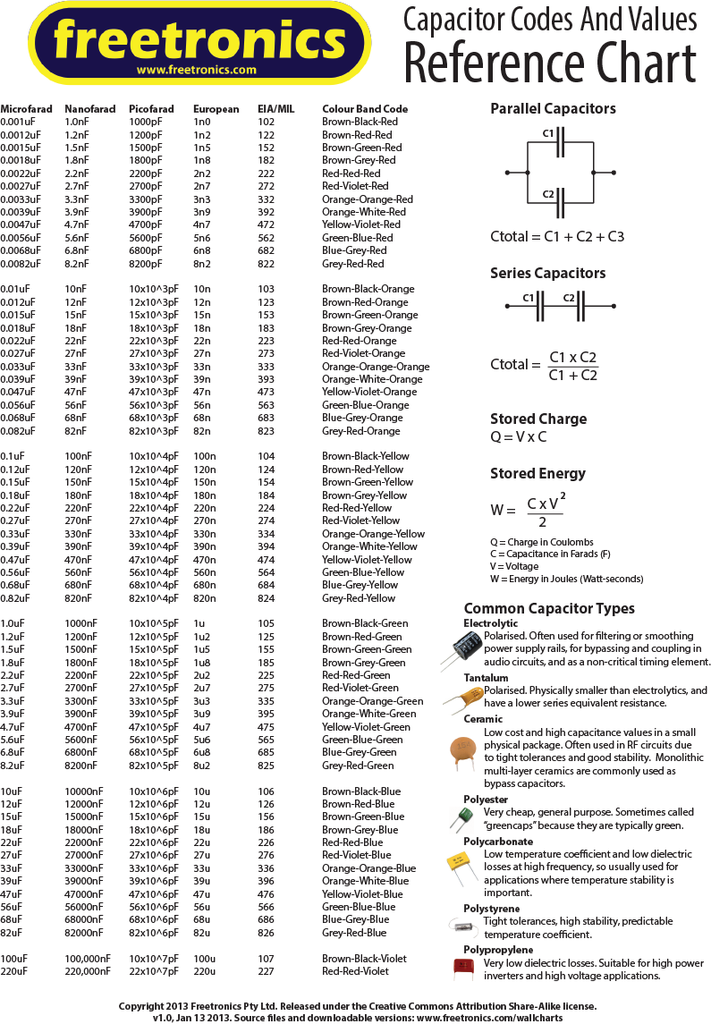 freetronics
www.freetronics.com
Capacitor Codes And Values
Reference Chart
Microfarad Nanofarad Picofarad European EIA/MIL Colour Band Code
0.001uF 1.0nF 1000pF 1n0 102 Brown-Black-Red
0.0012uF 1.2nF 1200pF 1n2 122 Brown-Red-Red
0.0015uF 1.5nF 1500pF 1n5 152 Brown-Green-Red
0.0018uF 1.8nF 1800pF 1n8 182 Brown-Grey-Red
0.0022uF 2.2nF 2200pF 2n2 222 Red-Red-Red
0.0027uF 2.7nF 2700pF 2n7 272 Red-Violet-Red
0.0033uF 3.3nF 3300pF 3n3 332 Orange-Orange-Red
0.0039uF 3.9nF 3900pF 3n9 392 Orange-White-Red
0.0047uF 4.7nF 4700pF 4n7 472 Yellow-Violet-Red
0.0056uF 5.6nF 5600pF 5n6 562 Green-Blue-Red
0.0068uF 6.8nF 6800pF 6n8 682 Blue-Grey-Red
0.0082uF 8.2nF 8200pF 8n2 822 Grey-Red-Red
0.01uF 10nF 10x10^3pF 10n 103 Brown-Black-Orange
0.012uF 12nF 12x10^3pF 12n 123 Brown-Red-Orange
0.015uF 15nF 15x10^3pF 15n 153 Brown-Green-Orange
0.018uF 18nF 18x10^3pF 18n 183 Brown-Grey-Orange
0.022uF 22nF 22x10^3pF 22n 223 Red-Red-Orange
0.027uF 27nF 27x10^3pF 27n 273 Red-Violet-Orange
0.033uF 33nF 33x10^3pF 33n 333 Orange-Orange-Orange
0.039uF 39nF 39x10^3pF 39n 393 Orange-White-Orange
0.047uF 47nF 47x10^3pF 47n 473 Yellow-Violet-Orange
0.056uF 56nF 56x10^3pF 56n 563 Green-Blue-Orange
0.068uF 68nF 68x10^3pF 68n 683 Blue-Grey-Orange
0.082uF 82nF 82x10^3pF 82n 823 Grey-Red-Orange
0.1uF 100nF 10x10^4pF 100n 104 Brown-Black-Yellow
0.12uF 120nF 12x10^4pF 120n 124 Brown-Red-Yellow
0.15uF 150nF 15x10^4pF 150n 154 Brown-Green-Yellow
0.18uF 180nF 18x10^4pF 180n 184 Brown-Grey-Yellow
0.22uF 220nF 22x10^4pF 220n 224 Red-Red-Yellow
0.27uF 270nF 27x10^4pF 270n 274 Red-Violet-Yellow
0.33uF 330nF 33x10^4pF 330n 334 Orange-Orange-Yellow
0.39uF 390nF 39x10^4pF 390n 394 Orange-White-Yellow
0.47uF 470nF 47x10^4pF 470n 474 Yellow-Violet-Yellow
0.56uF 560nF 56x10^4pF 560n 564 Green-Blue-Yellow
0.68uF 680nF 68x10^4pF 680n 684 Blue-Grey-Yellow
0.82uF 820nF 82x10^4pF 820n 824 Grey-Red-Yellow
1.0uF 1000nF 10x10^5pF 1u 105 Brown-Black-Green
1.2uF 1200nF 12x10^5pF 1u2 125 Brown-Red-Green
1.5uF 1500nF 15x10^5pF 1u5 155 Brown-Green-Green
1.8uF 1800nF 18x10^5pF 1u8 185 Brown-Grey-Green
2.2uF 2200nF 22x10^5pF 2u2 225 Red-Red-Green
2.7uF 2700nF 27x10^5pF 2u7 275 Red-Violet-Green
3.3uF 3300nF 33x10^5pF 3u3 335 Orange-Orange-Green
3.9uF 3900nF 39x10^5pF 3u9 395 Orange-White-Green
4.7uF 4700nF 47x10^5pF 4u7 475 Yellow-Violet-Green
5.6uF 5600nF 56x10^5pF 5u6 565 Green-Blue-Green
6.8uF 6800nF 68x10^5pF 6u8 685 Blue-Grey-Green
8.2uF 8200nF 82x10^5pF 8u2 825 Grey-Red-Green
10uF 10000nF 10x10^6pF 10u 106 Brown-Black-Blue
12uF 12000nF 12x10^6pF 12u 126 Brown-Red-Blue
15uF 15000nF 15x10^6pF 15u 156 Brown-Green-Blue
18uF 18000nF 18x10^6pF 18u 186 Brown-Grey-Blue
22uF 22000nF 22x10^6pF 22u 226 Red-Red-Blue
27uF 27000nF 27x10^6pF 27u 276 Red-Violet-Blue
33uF 33000nF 33x10^6pF 33u 336 Orange-Orange-Blue
39uF 39000nF 39x10^6pF 39u 396 Orange-White-Blue
47uF 47000nF 47x10^6pF 47u 476 Yellow-Violet-Blue
56uF 56000nF 56x10^6pF 56u 566 Green-Blue-Blue
68uF 68000nF 68x10^6pF 68u 686 Blue-Grey-Blue
82uF 82000nF 82x10^6pF 82u 826 Grey-Red-Blue
100uF 100,000nF 10x10^7pF 100u 107 Brown-Black-Violet
220uF 220,000nF 22x10^7pF 220u 227 Red-Red-Violet
Parallel Capacitors
C1
C2
Ctotal = C1 + C2 + C3
Series Capacitors
C1 C2
Ctotal = C1 x C2
C1 + C2
Stored Charge
Q = V x C
Stored Energy
W = C x V 2
2
Q = Charge in Coulombs
C = Capacitance in Farads (F)
V = Voltage
W = Energy in Joules (Watt-seconds)
Common Capacitor Types
Electrolytic
Polarised. Often used for filtering or smoothing
power supply rails, for bypassing and coupling in
audio circuits, and as a non-critical timing element.
Tantalum
Polarised. Physically smaller than electrolytics, and
have a lower series equivalent resistance.
Ceramic
Low cost and high capacitance values in a small
physical package. Often used in RF circuits due
to tight tolerances and good stability. Monolithic
multi-layer ceramics are commonly used as
bypass capacitors.
Polyester
Very cheap, general purpose. Sometimes called
“greencaps” because they are typically green.
Polycarbonate
Low temperature coefficient and low dielectric
losses at high frequency, so usually used for
applications where temperature stability is
important.
Polystyrene
Tight tolerances, high stability, predictable
temperature coefficient.
Polypropylene
Very low dielectric losses. Suitable for high power
inverters and high voltage applications.
Copyright 2013 Freetronics Pty Ltd. Released under the Creative Commons Attribution Share-Alike license.
v1.0, Jan 13 2013. Source files and downloadable versions: www.freetronics.com/wallcharts